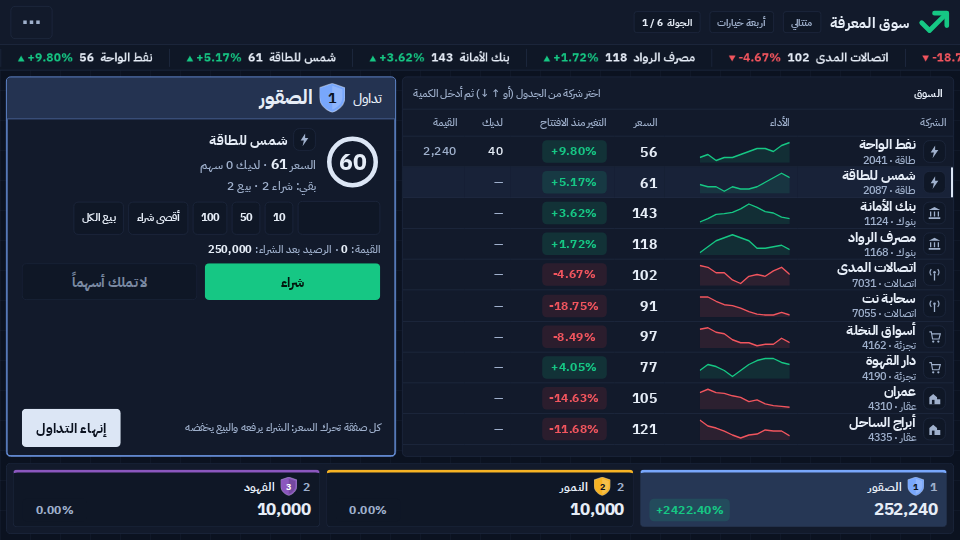 سوق المعرفة
متتالي
أربعة خيارات
الجولة 6 / 1
...
-18.7
اتصالات المدى 102 -4.67%
مصرف الرواد 118 +1.72%
بنك الأمانة 143 +3.62%
شمس للطاقة 61 +5.17%
نفط الواحة 56 +9.80%
السوق
اختر شركة من الجدول (أو ↑ ↓) ثم أدخل الكمية
الشركة الأداء السعر التغير منذ الافتتاح لديك القيمة
نفط الواحة 56 +9.80% 40 2,240
طاقة · 2041
شمس للطاقة 61 +5.17% —
طاقة · 2087
بنك الأمانة 143 +3.62% —
بنوك · 1124
مصرف الرواد 118 +1.72% —
بنوك · 1168
اتصالات المدى 102 -4.67% —
اتصالات · 7031
سحابة نت 91 -18.75% —
اتصالات · 7055
أسواق النخلة 97 -8.49% —
تجزئة · 4162
دار القهوة 77 +4.05% —
تجزئة · 4190
عمران 105 -14.63% —
عقار · 4310
أبراج الساحل 121 -11.68% —
عقار · 4335
تداول 1 الصقور
60
شمس للطاقة
السعر 61 · لديك 0 سهم
بقي: شراء 2 · بيع 2
10
50
100
أقصى شراء
بيع الكل
القيمة: 0 · الرصيد بعد الشراء: 250,000
شراء
لا تملك أسهماً
كل صفقة تحرك السعر: الشراء يرفعه والبيع يخفضه
إنهاء التداول
1 1 الصقور
252,240 +2422.40%
2 2 النمور
10,000 0.00%
2 3 الفهود
10,000 0.00%